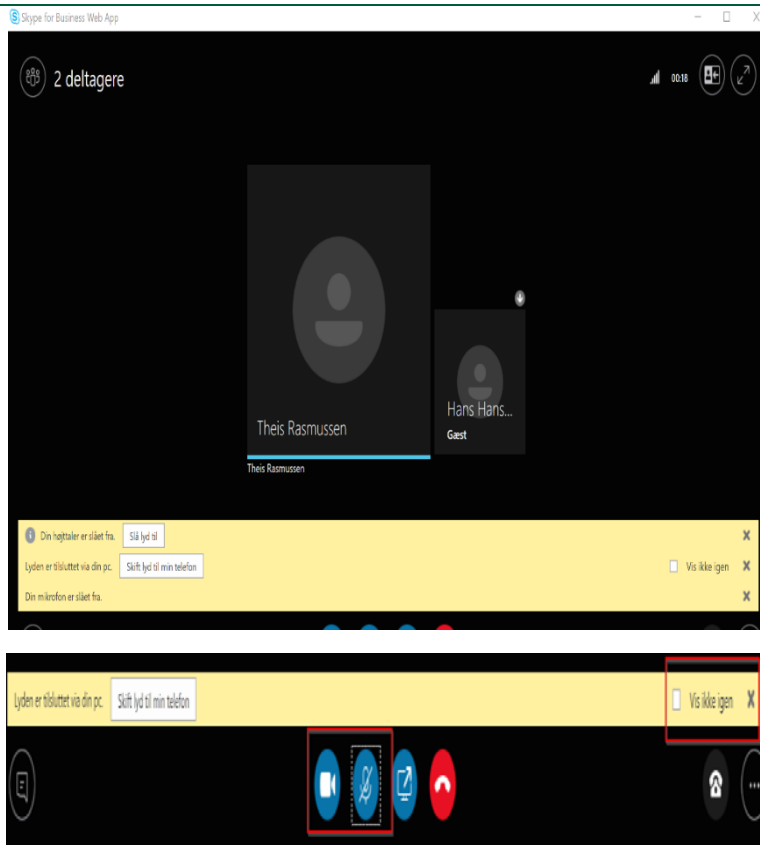 Skype for Business Web App
2 deltagere
00:18
Theis Rasmussen
Theis Rasmussen
Hans Hans...
Gæst
Din højttaler er slået fra. Slå lyd til
Lyden er tilsluttet via din pc. Skift lyd til min telefon Vis ikke igen
Din mikrofon er slået fra.
Lyden er tilsluttet via din pc. Skift lyd til min telefon Vis ikke igen